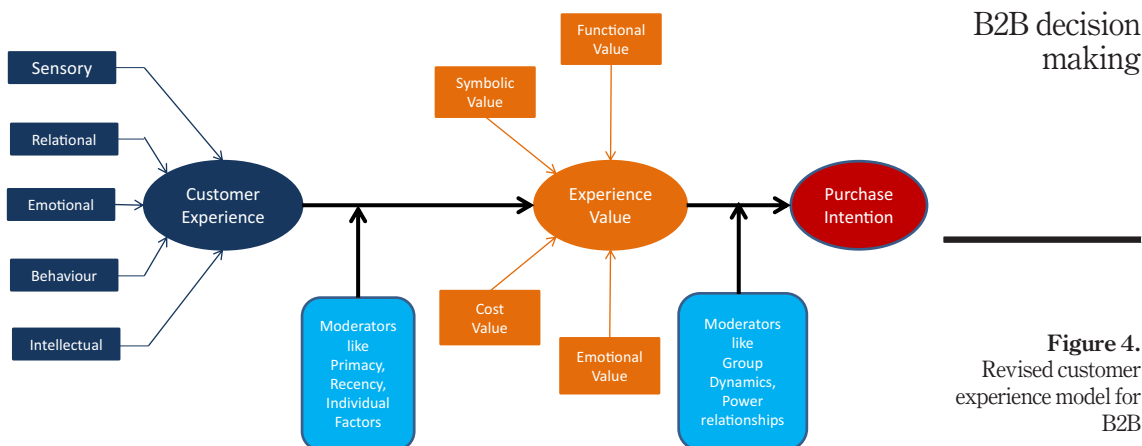 B2B decision
making
Sensory
Relational
Emotional
Behaviour
Intellectual
Customer
Experience
Moderators
like
Primacy,
Recency,
Individual
Factors
Symbolic
Value
Functional
Value
Experience
Value
Cost
Value
Emotional
Value
Moderators
like
Group
Dynamics,
Power
relationships
Purchase
Intention
Figure 4.
Revised customer
experience model for
B2B